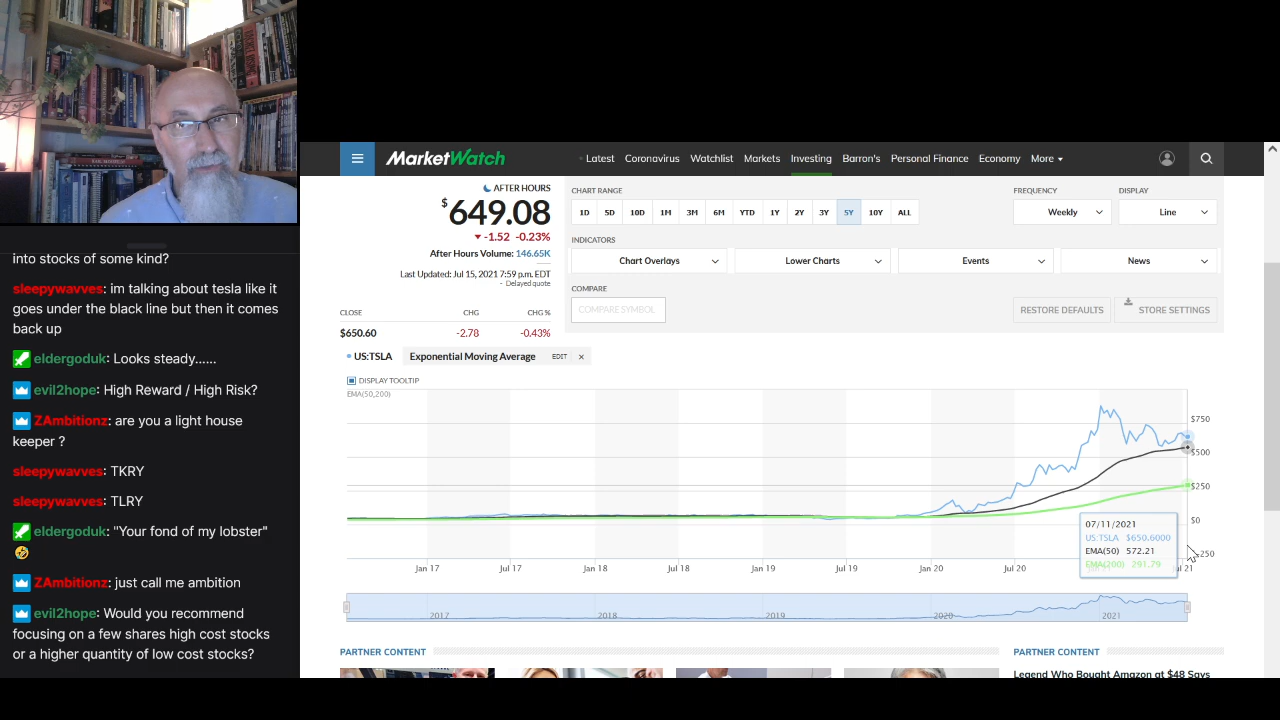 into stocks of some kind?
sleepywavves: im talking about tesla like it
goes under the black line but then it comes
back up
eldergoduk: Looks steady......
evil2hope: High Reward / High Risk?
ZAmbitionz: are you a light house
keeper ?
sleepywavves: TKRY
sleepywavves: TLRY
eldergoduk: "Your fond of my lobster"
🤣
ZAmbitionz: just call me ambition
evil2hope: Would you recommend
focusing on a few shares high cost stocks
or a higher quantity of low cost stocks?
MarketWatch
Latest Coronavirus Watchlist Markets Investing Barron's Personal Finance Economy More
AFTER HOURS
$649.08
-1.52 -0.23%
After Hours Volume: 146.65K
Last Updated: Jul 15, 2021 7:59 p.m. EDT
Delayed quote
CLOSE CHG CHG %
$650.60 -2.78 -0.43%
CHART RANGE
1D 5D 10D 1M 3M 6M YTD 1Y 2Y 3Y 5Y 10Y ALL
FREQUENCY DISPLAY
Weekly Line
INDICATORS
Chart Overlays Lower Charts Events News
COMPARE
COMPARE SYMBOL
RESTORE DEFAULTS STORE SETTINGS
US:TSLA Exponential Moving Average EDIT ×
DISPLAY TOOLTIP
EMA(50,200)
$750
$500
$250
$0
250
07/11/2021
US:TSLA $650.6000
EMA(50) 572.21
EMA(200) 291.79
Jan 17 Jul 17 Jan 18 Jul 18 Jan 19 Jul 19 Jan 20 Jul 20 Jul 21
2017 2018 2019 2020 2021
PARTNER CONTENT
PARTNER CONTENT
Legend Who Bought Amazon at $48 Says